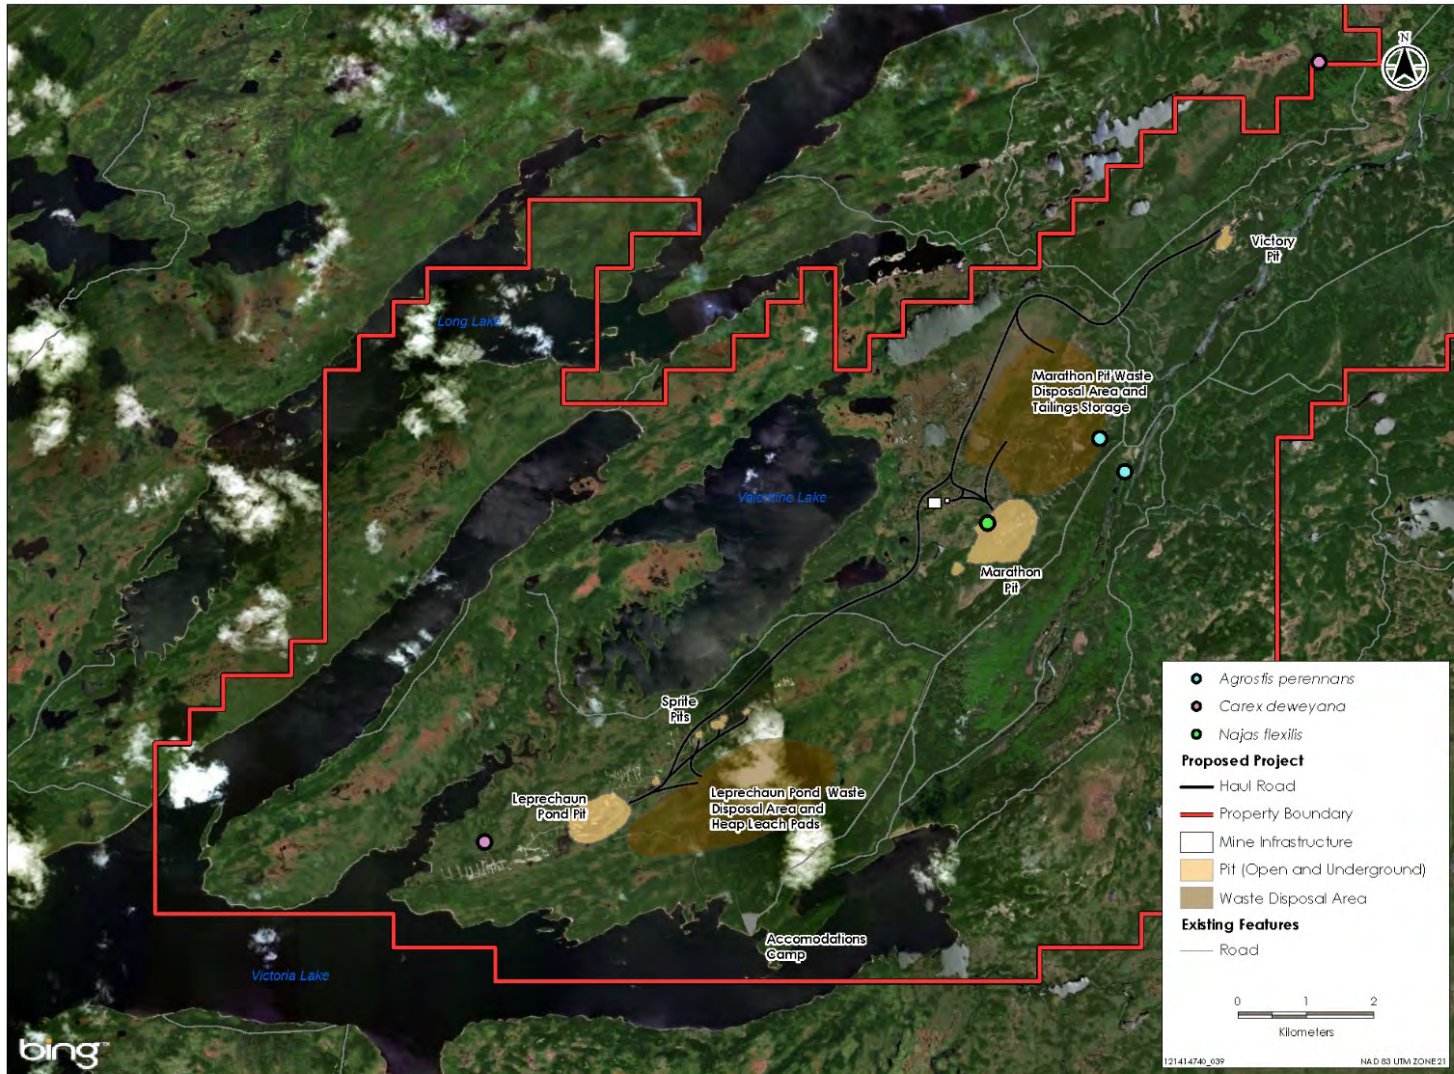 N
Victory
Pit
Long Lake
Marathon Pit Waste
Disposal Area and
Tailings Storage
Valentine Lake
Marathon
Pit
Sprite
Pits
Leprechaun
Pond Pit
Leprechaun Pond Waste
Disposal Area and
Heap Leach Pads
Accomodations
Camp
Victoria Lake
bing
Agrostis perennans
Carex deweyana
Najas flexilis
Proposed Project
Haul Road
Property Boundary
Mine Infrastructure
Pit (Open and Underground)
Waste Disposal Area
Existing Features
Road
0 1 2
Kilometers
121414740_039
NAD 83 UTM ZONE 21